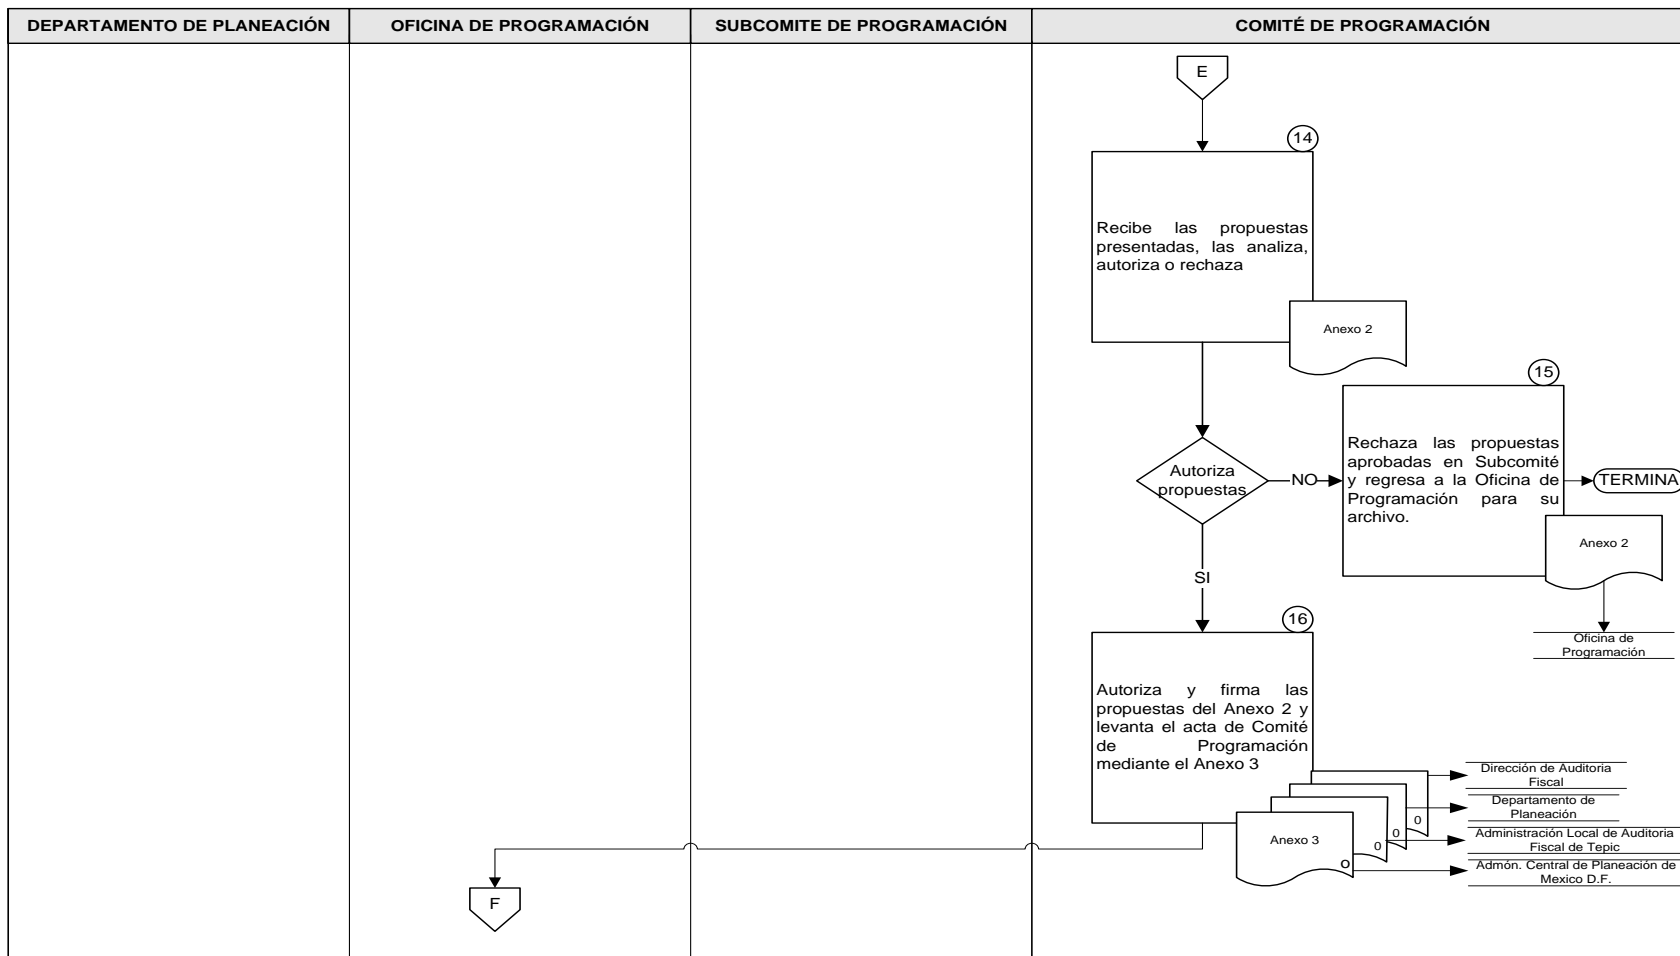 DEPARTAMENTO DE PLANEACIÓN
OFICINA DE PROGRAMACIÓN
SUBCOMITE DE PROGRAMACIÓN
COMITÉ DE PROGRAMACIÓN
E
14
Recibe las propuestas
presentadas, las analiza,
autoriza o rechaza
Anexo 2
15
Rechaza las propuestas
aprobadas en Subcomité
y regresa a la Oficina de
Programación para su
archivo.
Autoriza
propuestas
NO
TERMINA
Anexo 2
SI
Oficina de
Programación
16
Autoriza y firma las
propuestas del Anexo 2 y
levanta el acta de Comité
de Programación
mediante el Anexo 3
Dirección de Auditoria
Fiscal
0
Departamento de
Planeación
0
Administración Local de Auditoria
Fiscal de Tepic
0
Anexo 3
O
Admón. Central de Planeación de
Mexico D.F.
F